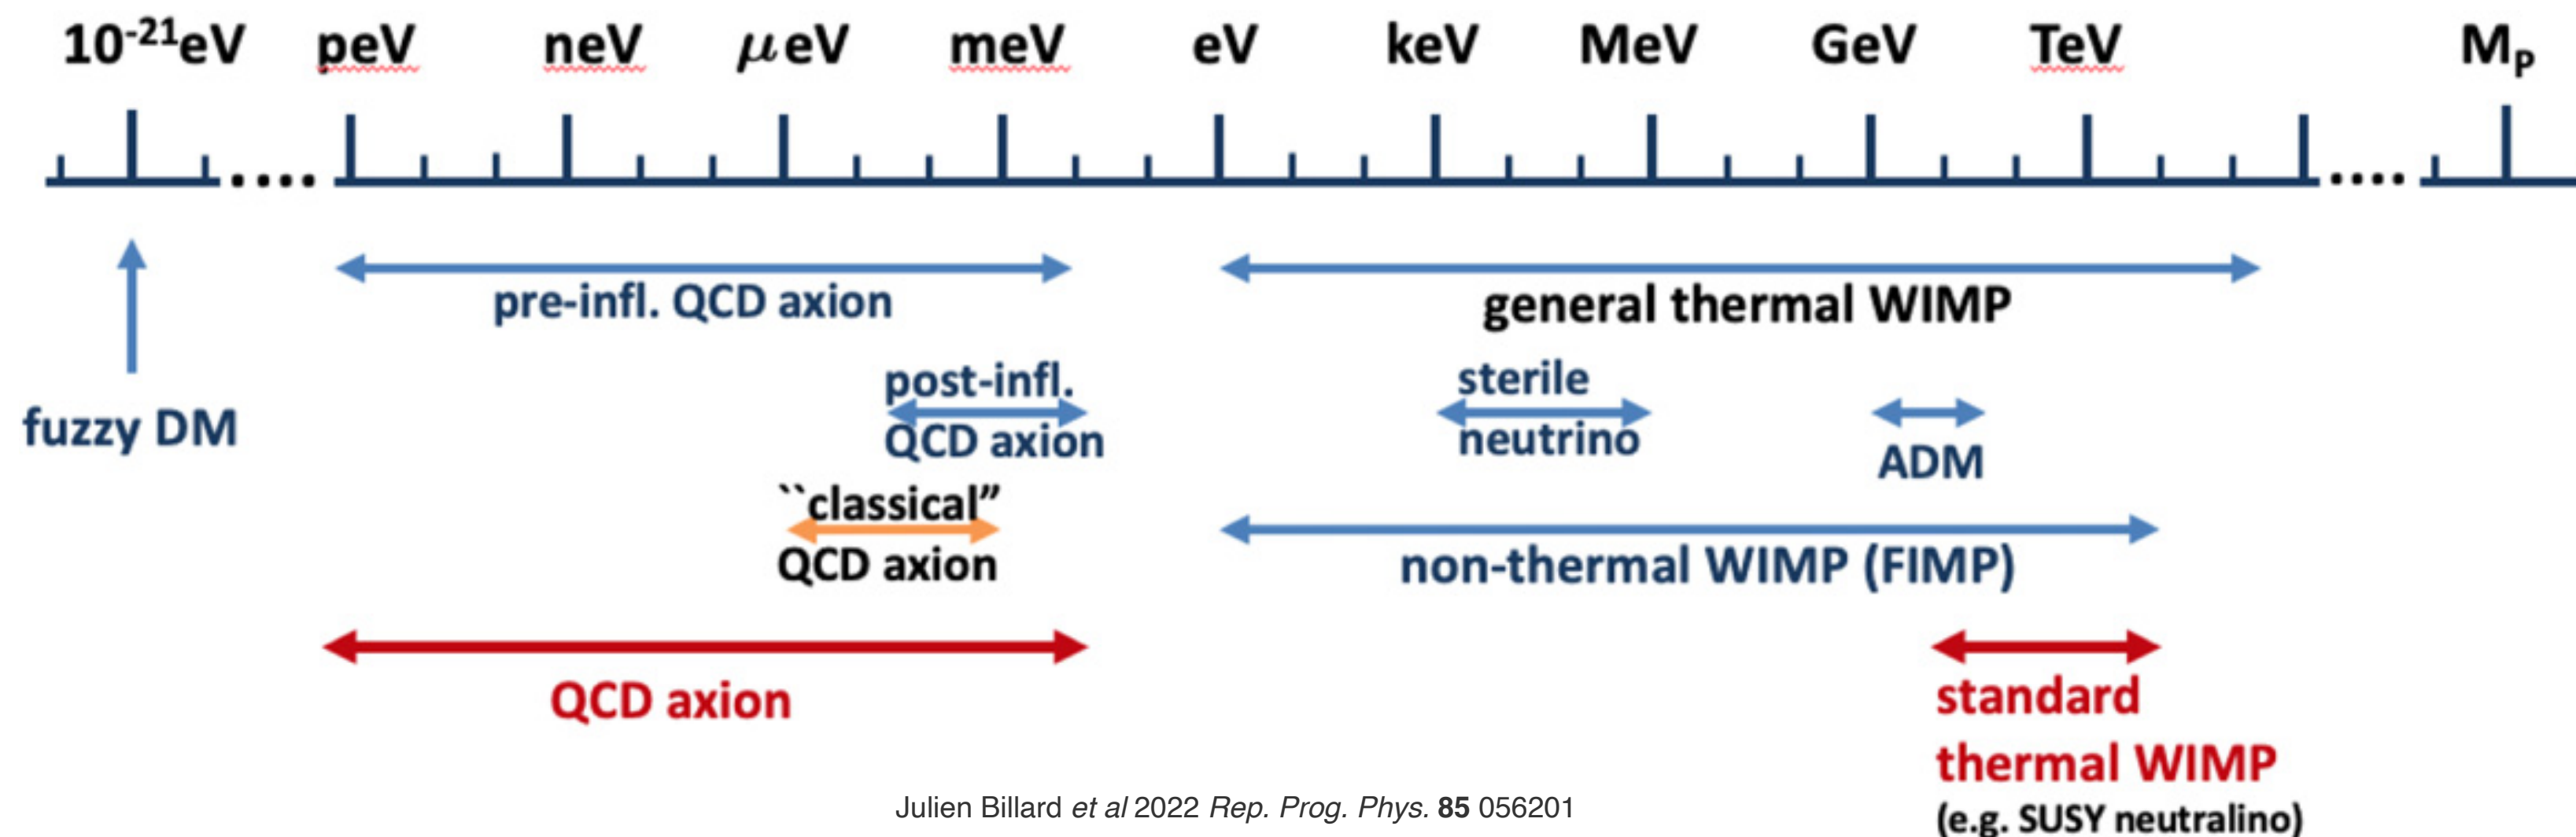 10⁻²¹eV peV neV μeV meV eV keV MeV GeV TeV Mₚ
pre-infl. QCD axion
general thermal WIMP
fuzzy DM
post-infl.
QCD axion
sterile
neutrino
ADM
``classical”
QCD axion
non-thermal WIMP (FIMP)
QCD axion
standard
thermal WIMP
(e.g. SUSY neutralino)
Julien Billard et al 2022 Rep. Prog. Phys. 85 056201